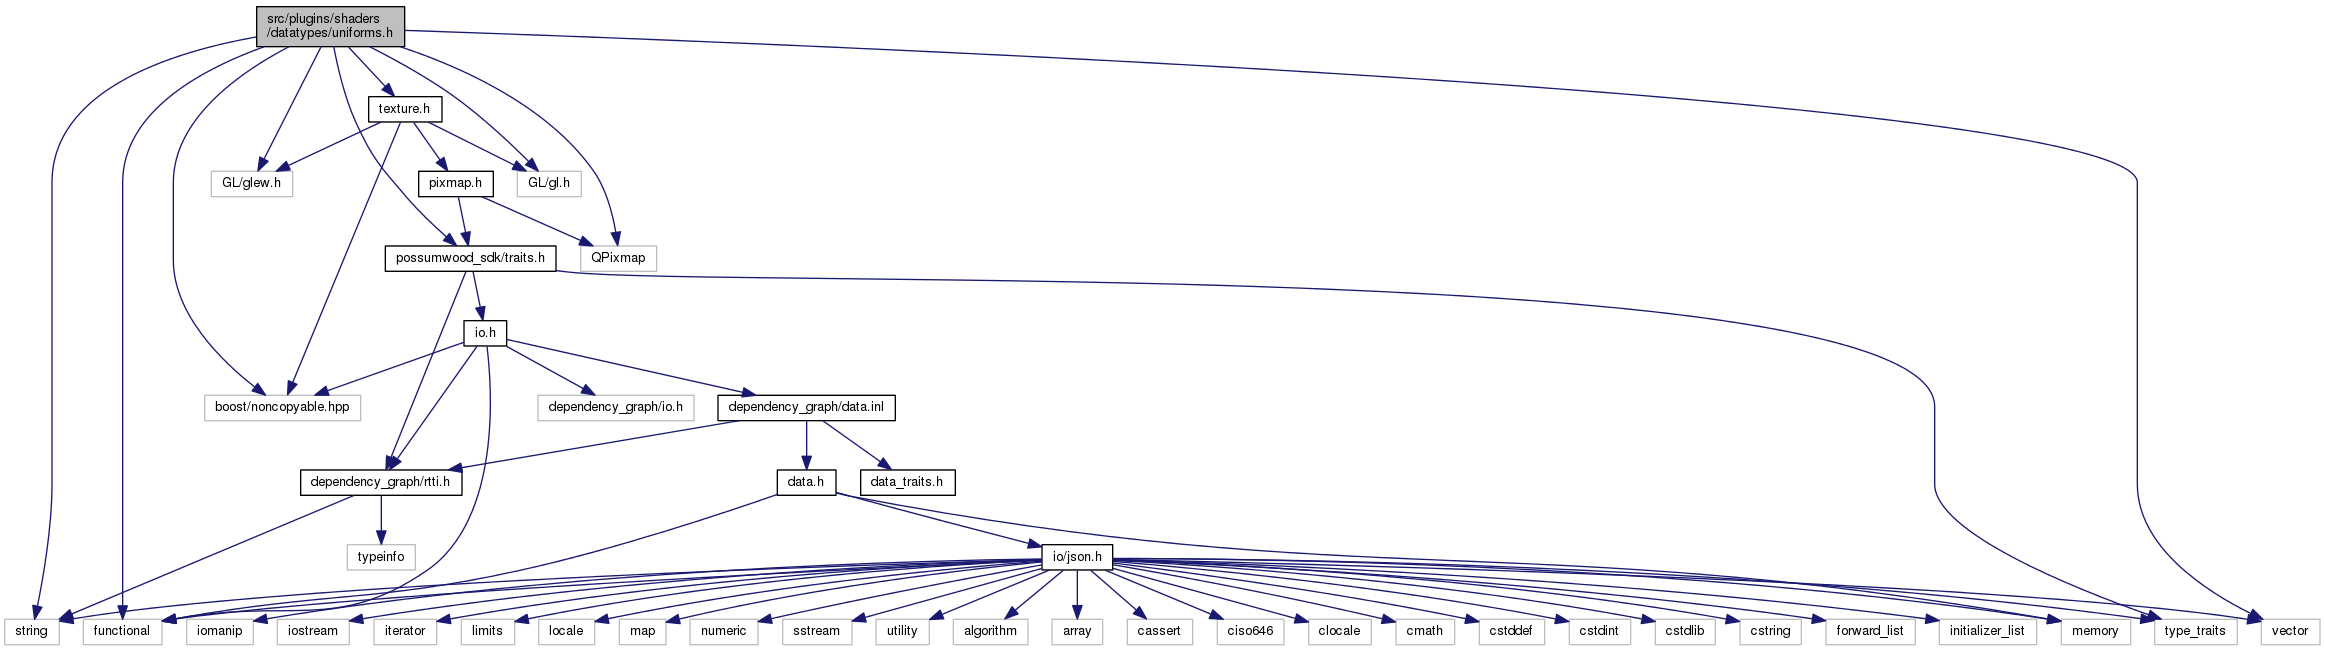 src/plugins/shaders
/datatypes/uniforms.h
texture.h
GL/glew.h
pixmap.h
GL/gl.h
possumwood_sdk/traits.h
QPixmap
io.h
boost/noncopyable.hpp
dependency_graph/io.h
dependency_graph/data.inl
dependency_graph/rtti.h
data.h
data_traits.h
typeinfo
io/json.h
string
functional
iomanip
iostream
iterator
limits
locale
map
numeric
sstream
utility
algorithm
array
cassert
ciso646
clocale
cmath
cstddef
cstdint
cstdlib
cstring
forward_list
initializer_list
memory
type_traits
vector